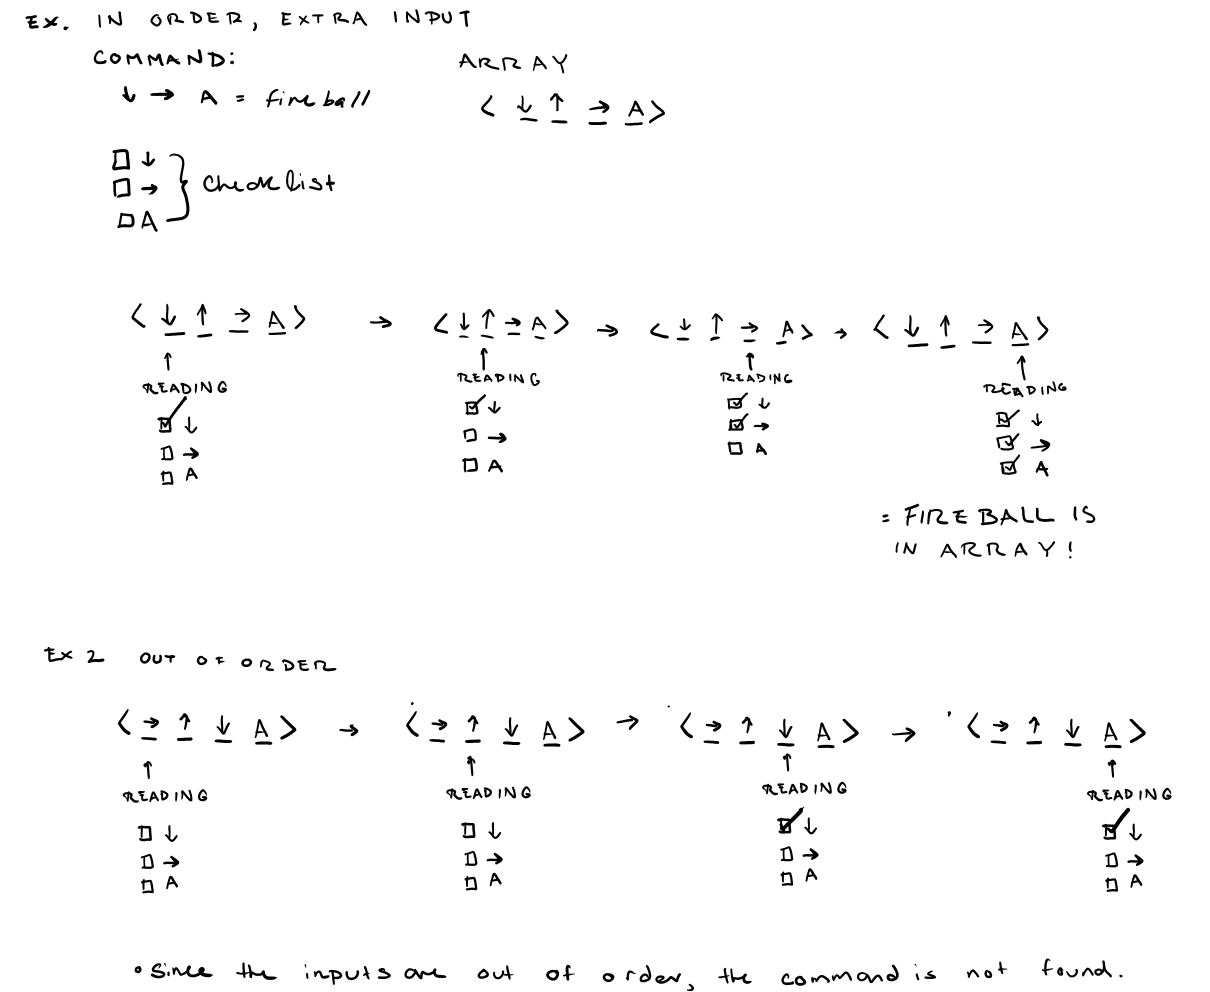 Ex. IN ORDER, EXTRA INPUT
COMMAND:
ARRAY
↓ → A = fireball
< ↓ ↑ → A >
☐ ↓
☐ →
☐ A
Checklist
< ↓ ↑ → A > → < ↓ ↑ → A > → < ↓ ↑ → A > → < ↓ ↑ → A >
↑ ↑ ↑ ↑
READING READING READING READING
☑ ↓ ☑ ↓ ☑ ↓ ☑ ↓
☐ → ☐ → ☑ → ☑ →
☐ A ☐ A ☐ A ☑ A
= FIREBALL IS
IN ARRAY!
Ex 2 OUT OF ORDER
< → ↑ ↓ A > → < → ↑ ↓ A > → < → ↑ ↓ A > → < → ↑ ↓ A >
↑ ↑ ↑ ↑
READING READING READING READING
☐ ↓ ☐ ↓ ☑ ↓ ☑ ↓
☐ → ☐ → ☐ → ☐ →
☐ A ☐ A ☐ A ☐ A
• Since the inputs are out of order, the command is not found.